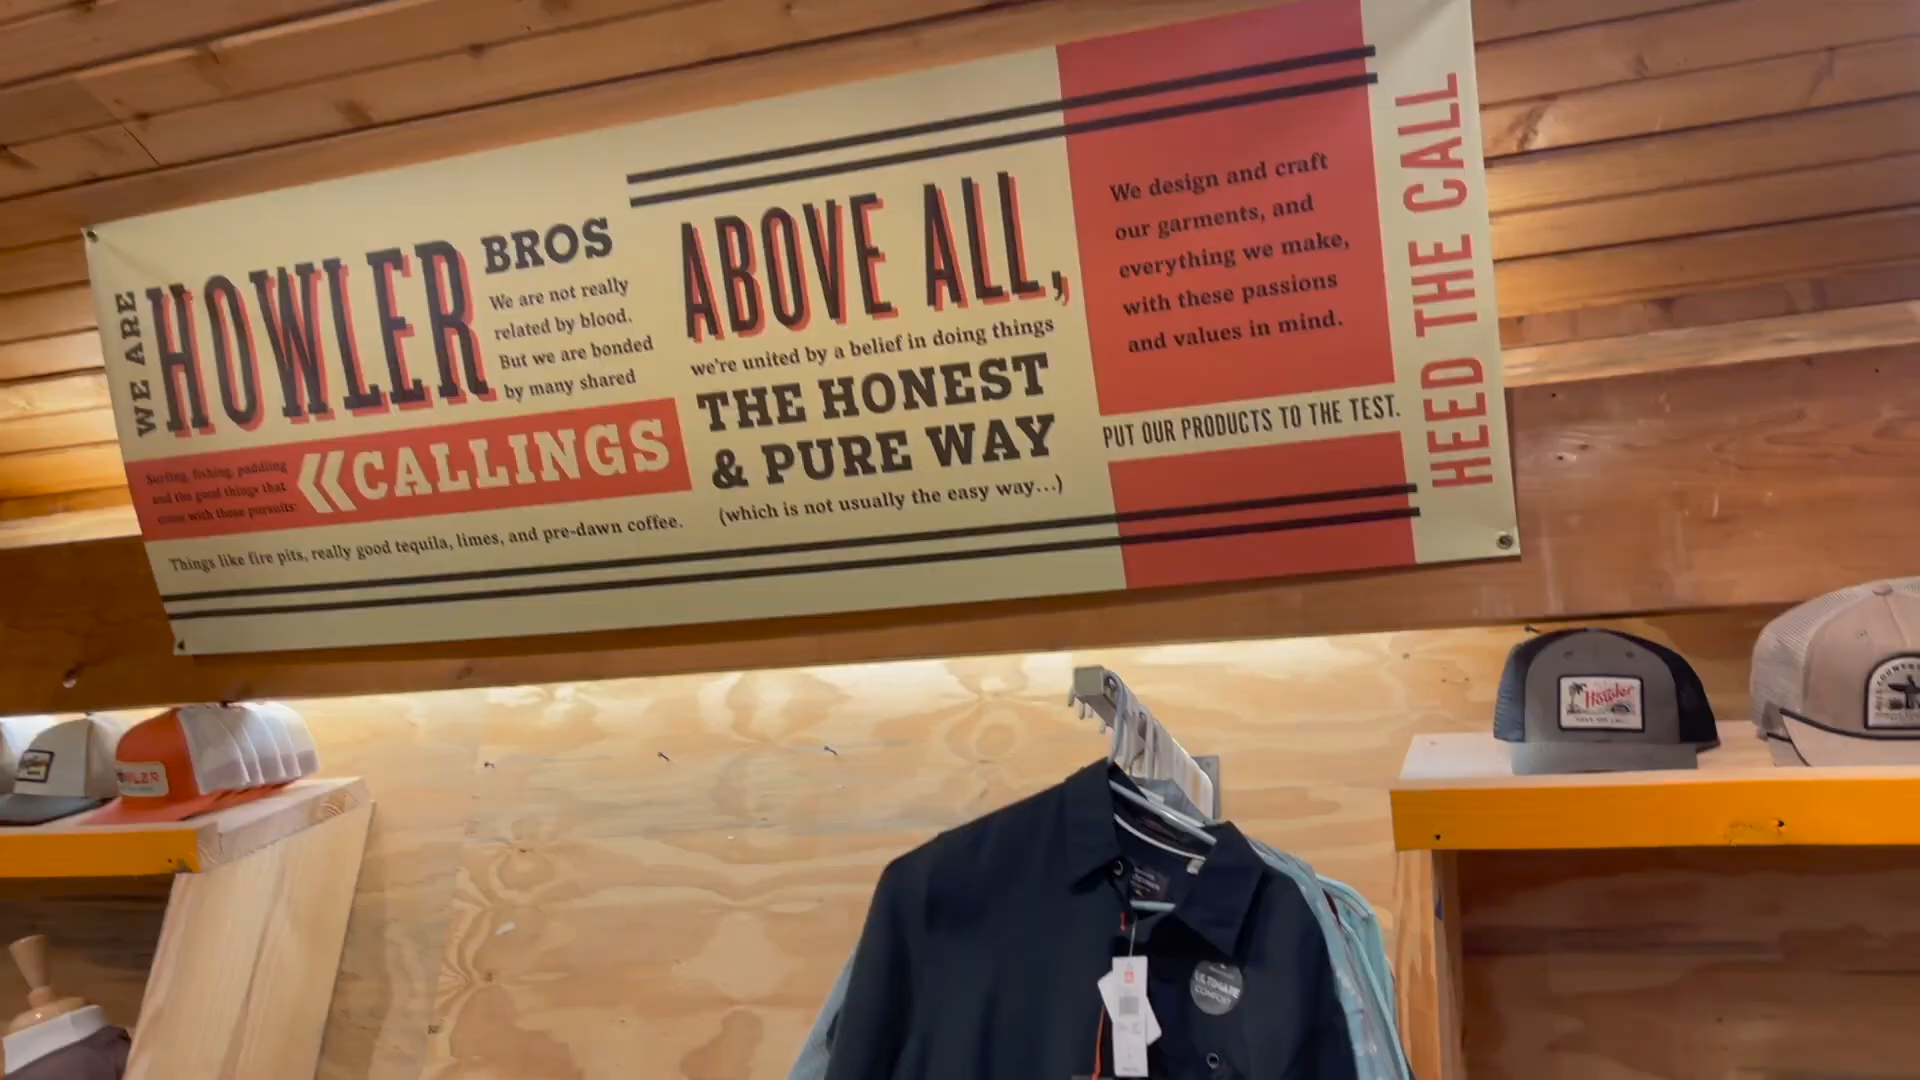 WE ARE
HOWLER
BROS
We are not really
related by blood.
But we are bonded
by many shared
Surfing, fishing, paddling
and the good things that
come with these pursuits:
CALLINGS
Things like fire pits, really good tequila, limes, and pre-dawn coffee.
ABOVE ALL,
we're united by a belief in doing things
THE HONEST
& PURE WAY
(which is not usually the easy way...)
We design and craft
our garments, and
everything we make,
with these passions
and values in mind.
PUT OUR PRODUCTS TO THE TEST.
HEED THE CALL
Howler
ULTIMATE
COMFORT